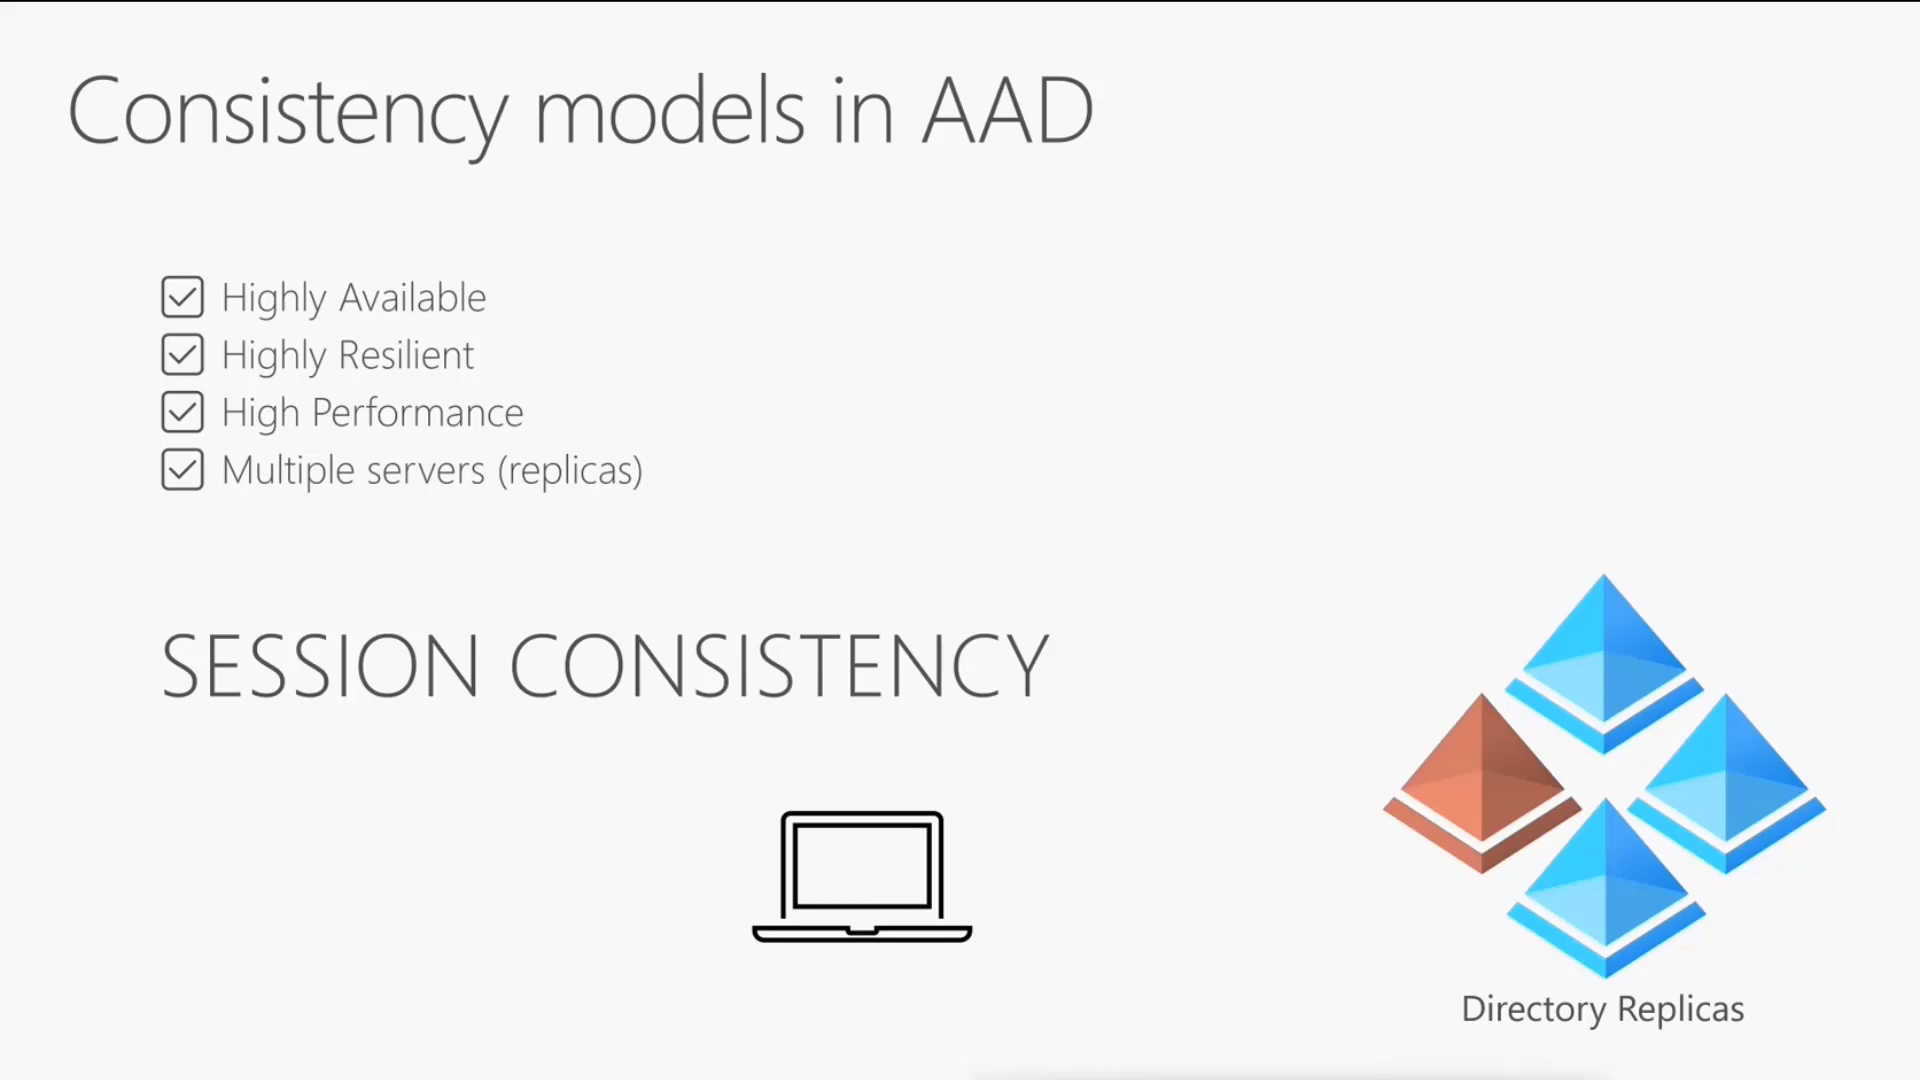 Consistency models in AAD
Highly Available
Highly Resilient
High Performance
Multiple servers (replicas)
SESSION CONSISTENCY
Directory Replicas